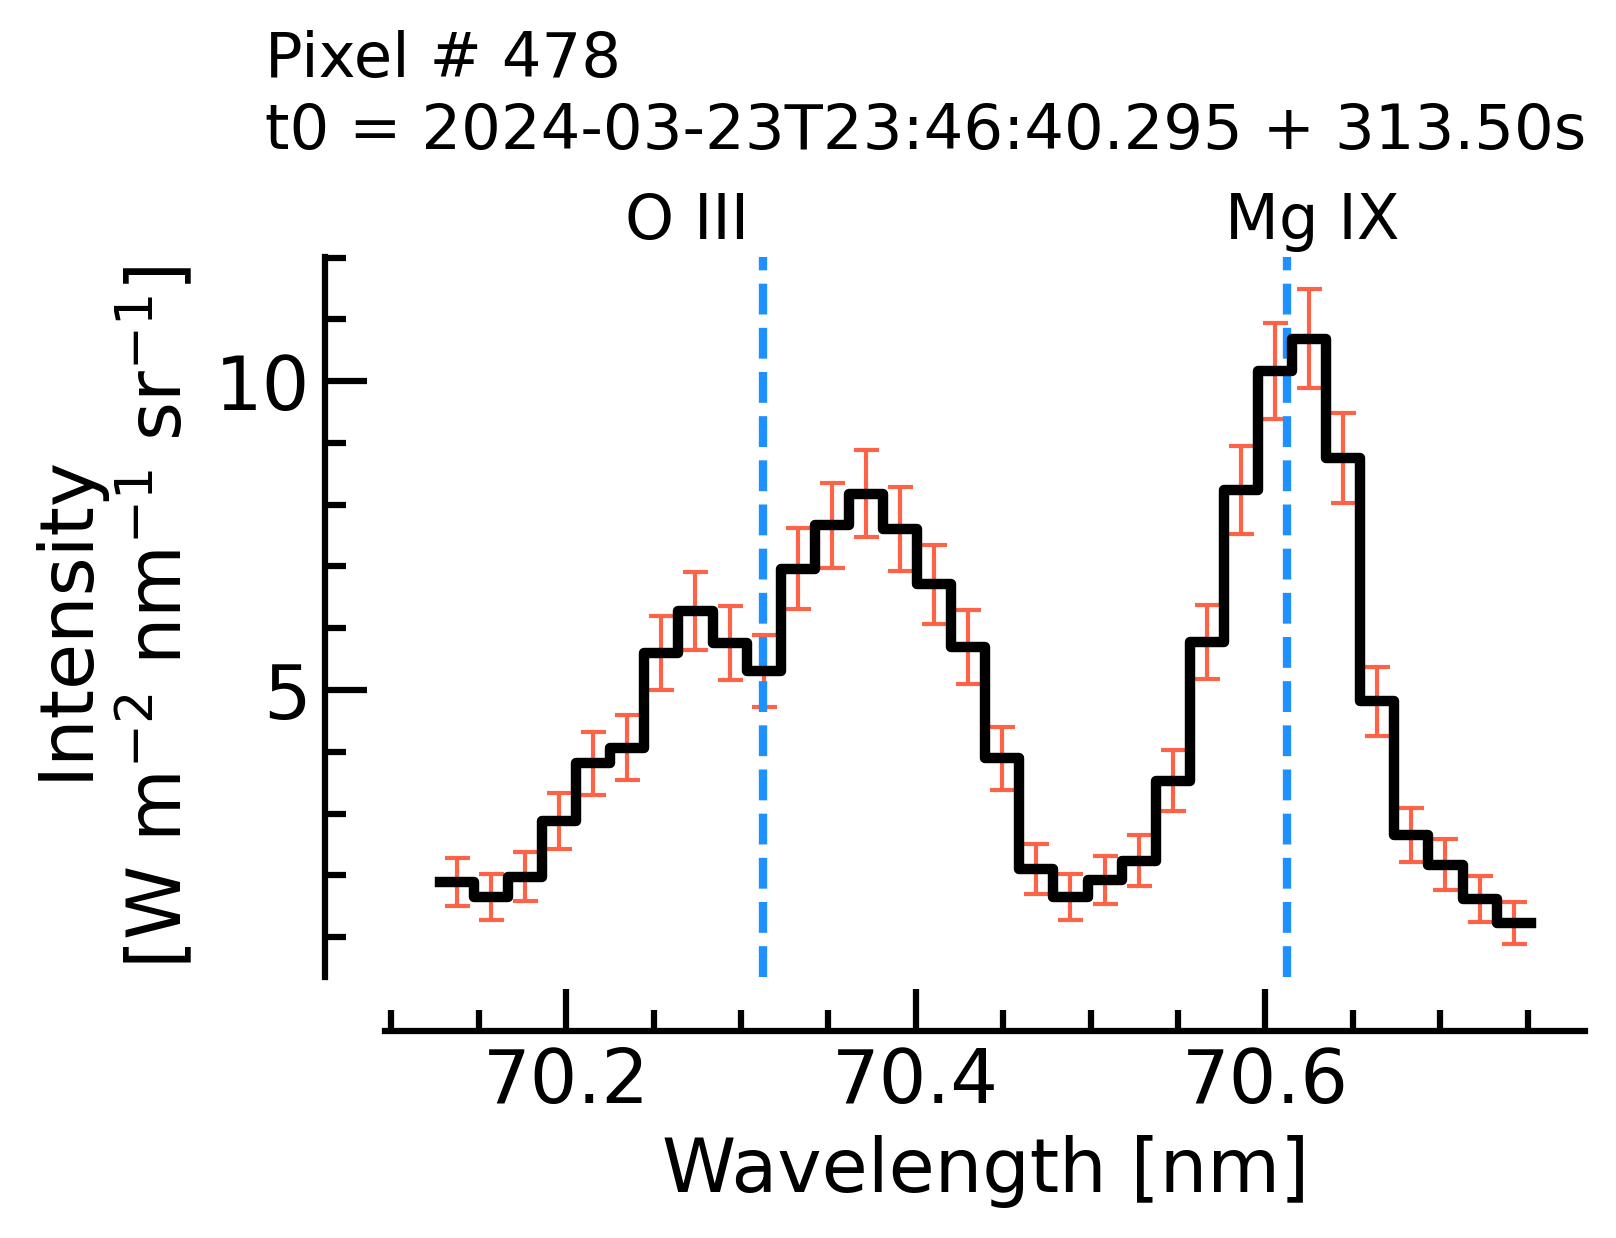 Pixel # 478
t0 = 2024-03-23T23:46:40.295 + 313.50s
O III
Mg IX
Intensity
[W m⁻² nm⁻¹ sr⁻¹]
10
5
70.2
70.4
70.6
Wavelength [nm]